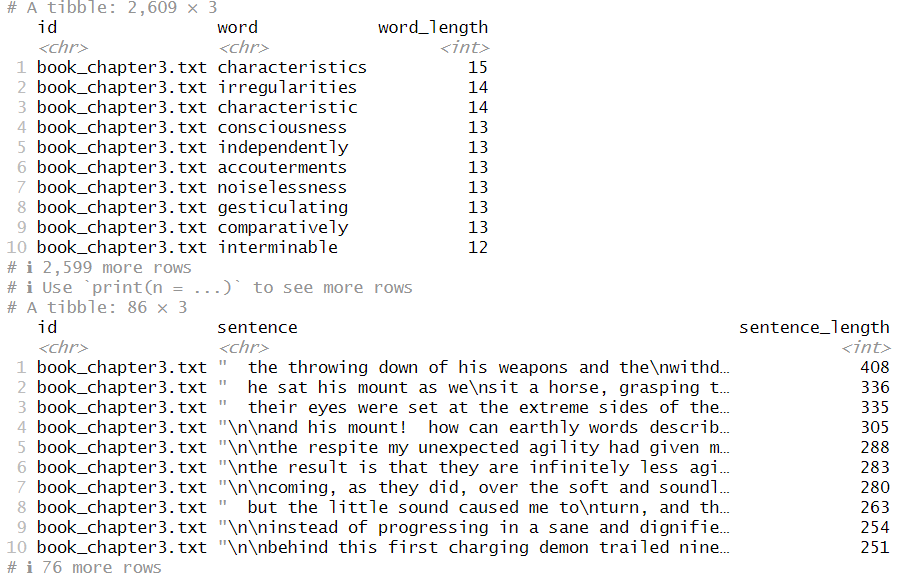 # A tibble: 2,609 × 3
id word word_length
<chr> <chr> <int>
1 book_chapter3.txt characteristics 15
2 book_chapter3.txt irregularities 14
3 book_chapter3.txt characteristic 14
4 book_chapter3.txt consciousness 13
5 book_chapter3.txt independently 13
6 book_chapter3.txt accouterments 13
7 book_chapter3.txt noiselessness 13
8 book_chapter3.txt gesticulating 13
9 book_chapter3.txt comparatively 13
10 book_chapter3.txt interminable 12
# ℹ 2,599 more rows
# ℹ Use `print(n = ...)` to see more rows
# A tibble: 86 × 3
id sentence sentence_length
<chr> <chr> <int>
1 book_chapter3.txt "  the throwing down of his weapons and the\nwithd… 408
2 book_chapter3.txt "  he sat his mount as we\nsit a horse, grasping t… 336
3 book_chapter3.txt "  their eyes were set at the extreme sides of the… 335
4 book_chapter3.txt "\n\nand his mount!  how can earthly words describ… 305
5 book_chapter3.txt "\n\nthe respite my unexpected agility had given m… 288
6 book_chapter3.txt "\nthe result is that they are infinitely less agi… 283
7 book_chapter3.txt "\n\ncoming, as they did, over the soft and soundl… 280
8 book_chapter3.txt "  but the little sound caused me to\nturn, and th… 263
9 book_chapter3.txt "\n\ninstead of progressing in a sane and dignifie… 254
10 book_chapter3.txt "\n\nbehind this first charging demon trailed nine… 251
# ℹ 76 more rows